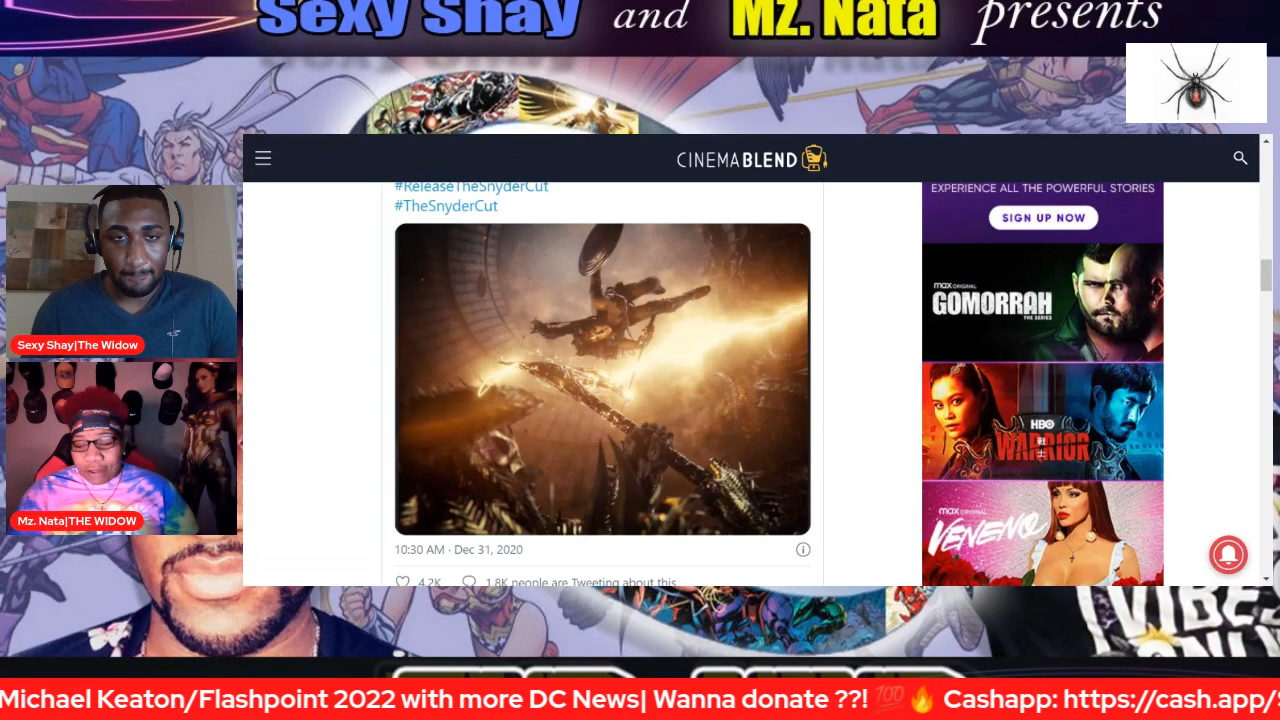 Sexy Shay and Mz. Nata presents
CINEMABLEND
#ReleaseTheSnyderCut
#TheSnyderCut
10:30 AM · Dec 31, 2020
4.2K 1.8K people are Tweeting about this
EXPERIENCE ALL THE POWERFUL STORIES
SIGN UP NOW
max ORIGINAL
GOMORRAH
THE SERIES
HBO
WARRIOR
max ORIGINAL
VENENO
Sexy Shay|The Widow
Mz. Nata|THE WIDOW
VIBES
ONLY
Michael Keaton/Flashpoint 2022 with more DC News| Wanna donate ??! 💯🔥 Cashapp: https://cash.app/